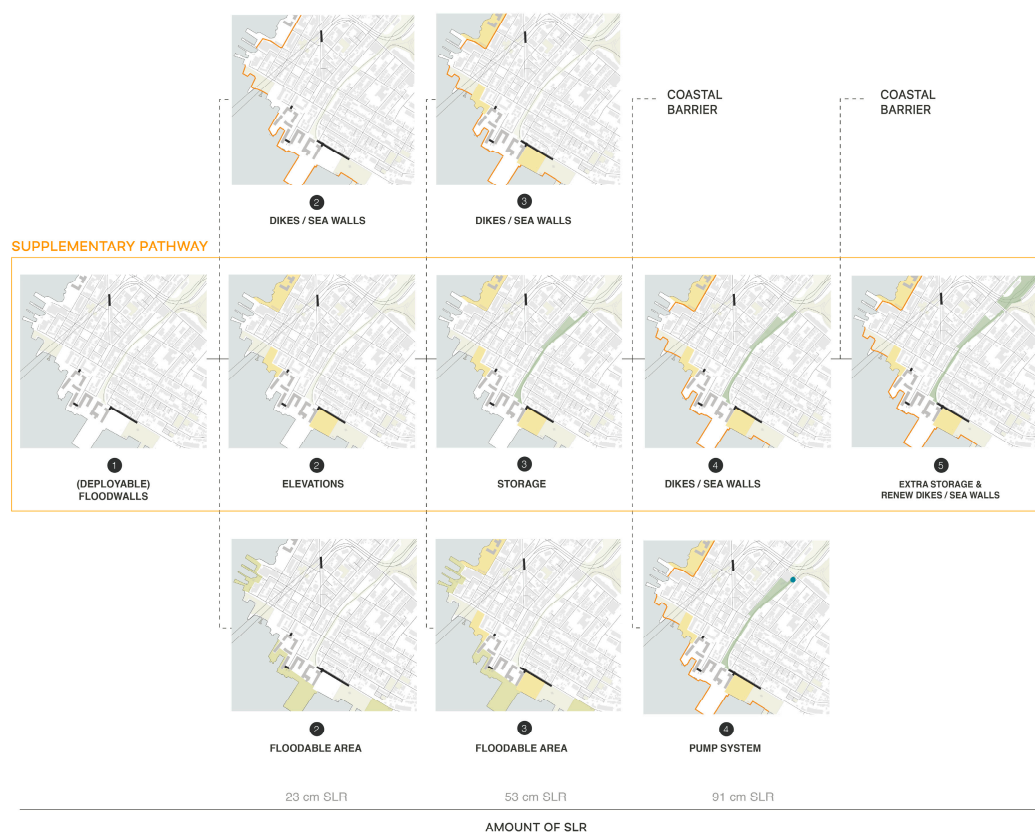 COASTAL
BARRIER
COASTAL
BARRIER
2
DIKES / SEA WALLS
3
DIKES / SEA WALLS
SUPPLEMENTARY PATHWAY
1
(DEPLOYABLE)
FLOODWALLS
2
ELEVATIONS
3
STORAGE
4
DIKES / SEA WALLS
5
EXTRA STORAGE &
RENEW DIKES / SEA WALLS
2
FLOODABLE AREA
3
FLOODABLE AREA
4
PUMP SYSTEM
23 cm SLR
53 cm SLR
91 cm SLR
AMOUNT OF SLR